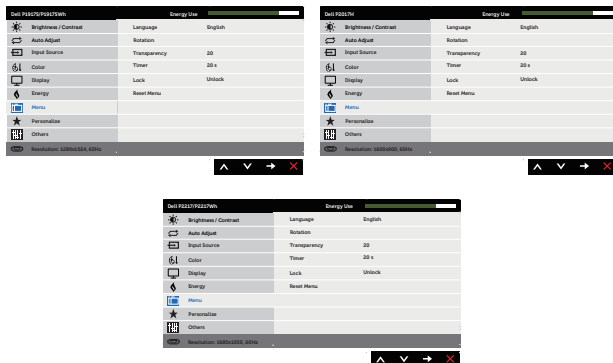 Dell P1917S/P1917SWh Energy Use
Brightness / Contrast Language English
Auto Adjust Rotation
Input Source Transparency 20
Color Timer 20 s
Display Lock Unlock
Energy Reset Menu
Menu
Personalize
Others
Resolution: 1280x1024, 60Hz
Dell P2017H Energy Use
Brightness / Contrast Language English
Auto Adjust Rotation
Input Source Transparency 20
Color Timer 20 s
Display Lock Unlock
Energy Reset Menu
Menu
Personalize
Others
Resolution: 1600x900, 60Hz
Dell P2217/P2217Wh Energy Use
Brightness / Contrast Language English
Auto Adjust Rotation
Input Source Transparency 20
Color Timer 20 s
Display Lock Unlock
Energy Reset Menu
Menu
Personalize
Others
Resolution: 1680x1050, 60Hz